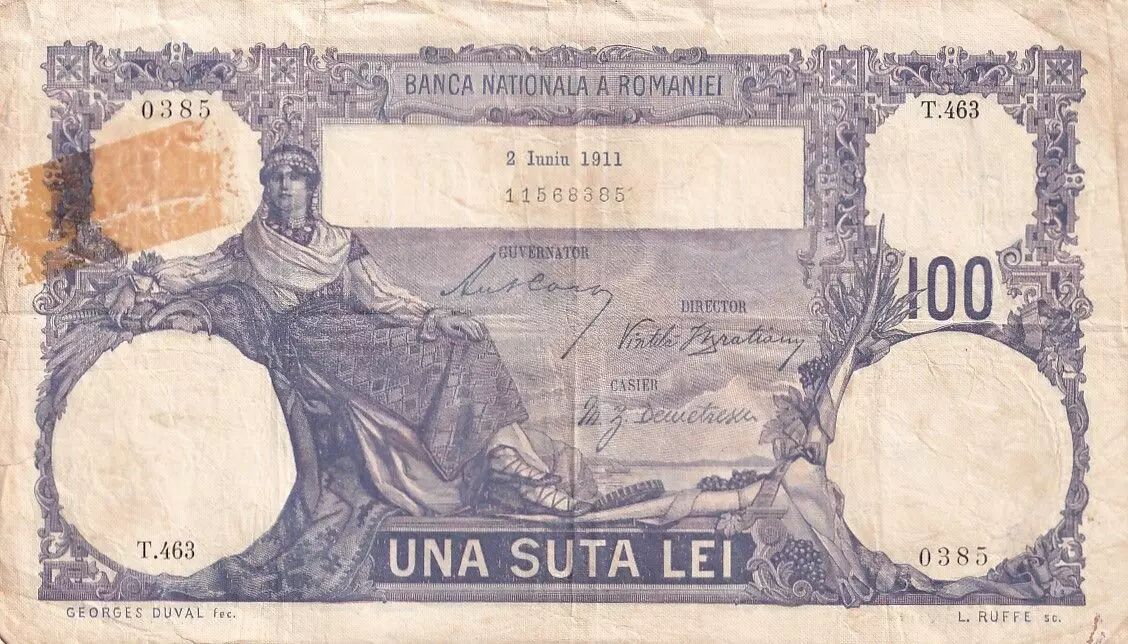 BANCA NATIONALA A ROMANIEI
0385
T.463
2 Iuniu 1911
11568385
GUVERNATOR
100
DIRECTOR
CASIER
T.463
0385
UNA SUTA LEI
GEORGES DUVAL fec.
L. RUFFE sc.